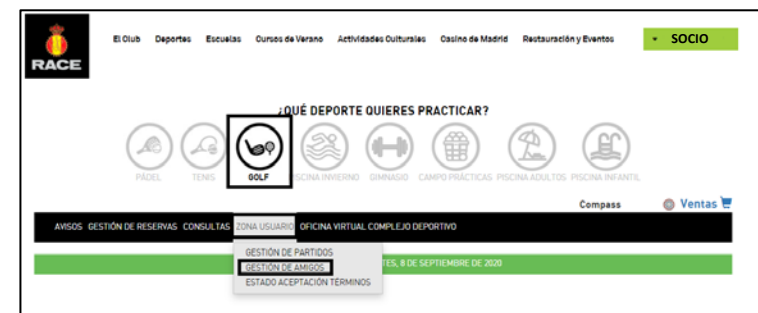 El Club Deportes Escuelas Cursos de Verano Actividades Culturales Casino de Madrid Restauración y Eventos SOCIO
RACE
¿QUÉ DEPORTE QUIERES PRACTICAR?
PÁDEL TENIS GOLF PISCINA INVIERNO GIMNASIO CAMPO PRÁCTICAS PISCINA ADULTOS PISCINA INFANTIL
Compass Ventas
AVISOS GESTIÓN DE RESERVAS CONSULTAS ZONA USUARIO OFICINA VIRTUAL COMPLEJO DEPORTIVO
GESTIÓN DE PARTIDOS
GESTIÓN DE AMIGOS TES, 8 DE SEPTIEMBRE DE 2020
ESTADO ACEPTACIÓN TÉRMINOS